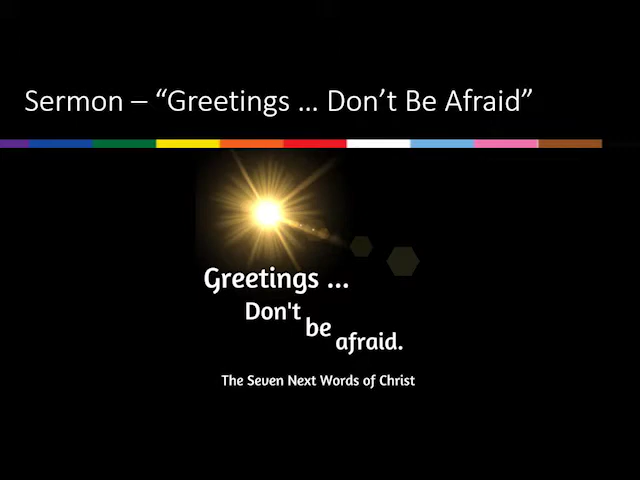 Sermon – “Greetings ... Don’t Be Afraid”
Greetings ...
Don't
be
afraid.
The Seven Next Words of Christ